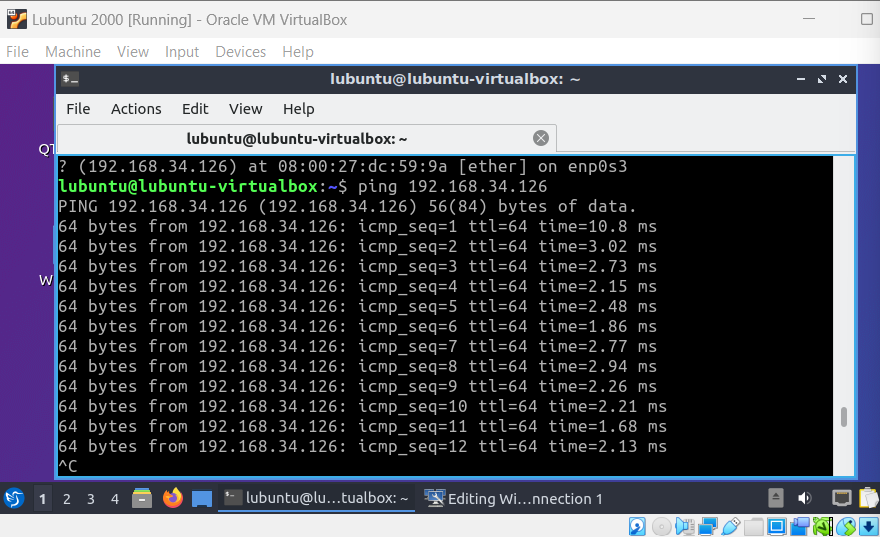 Lubuntu 2000 [Running] - Oracle VM VirtualBox
File Machine View Input Devices Help
lubuntu@lubuntu-virtualbox: ~
File Actions Edit View Help
lubuntu@lubuntu-virtualbox: ~
? (192.168.34.126) at 08:00:27:dc:59:9a [ether] on enp0s3
lubuntu@lubuntu-virtualbox:~$ ping 192.168.34.126
PING 192.168.34.126 (192.168.34.126) 56(84) bytes of data.
64 bytes from 192.168.34.126: icmp_seq=1 ttl=64 time=10.8 ms
64 bytes from 192.168.34.126: icmp_seq=2 ttl=64 time=3.02 ms
64 bytes from 192.168.34.126: icmp_seq=3 ttl=64 time=2.73 ms
64 bytes from 192.168.34.126: icmp_seq=4 ttl=64 time=2.15 ms
64 bytes from 192.168.34.126: icmp_seq=5 ttl=64 time=2.48 ms
64 bytes from 192.168.34.126: icmp_seq=6 ttl=64 time=1.86 ms
64 bytes from 192.168.34.126: icmp_seq=7 ttl=64 time=2.77 ms
64 bytes from 192.168.34.126: icmp_seq=8 ttl=64 time=2.94 ms
64 bytes from 192.168.34.126: icmp_seq=9 ttl=64 time=2.26 ms
64 bytes from 192.168.34.126: icmp_seq=10 ttl=64 time=2.21 ms
64 bytes from 192.168.34.126: icmp_seq=11 ttl=64 time=1.68 ms
64 bytes from 192.168.34.126: icmp_seq=12 ttl=64 time=2.13 ms
^C
1 2 3 4 lubuntu@lu…tualbox: ~ Editing Wi…nnection 1